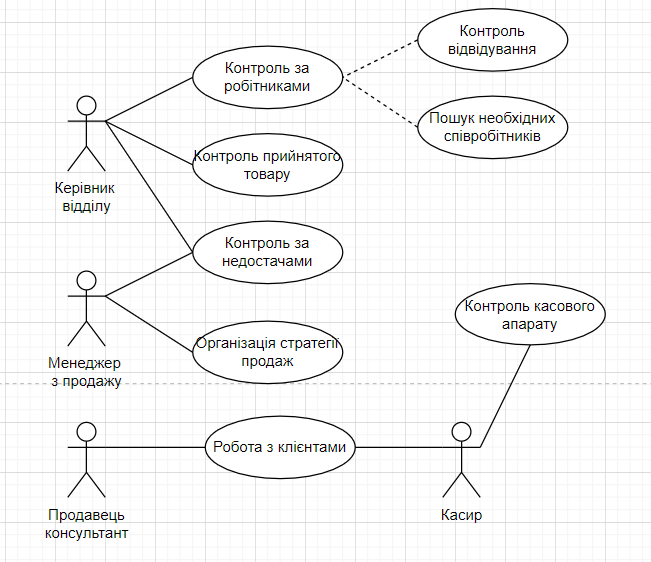 Контроль
відвідування
Контроль за
робітниками
Пошук необхідних
співробітників
Контроль прийнятого
товару
Керівник
відділу
Контроль за
недостачами
Контроль касового
апарату
Організація стратегії
продаж
Менеджер
з продажу
Робота з клієнтами
Продавець
консультант
Касир